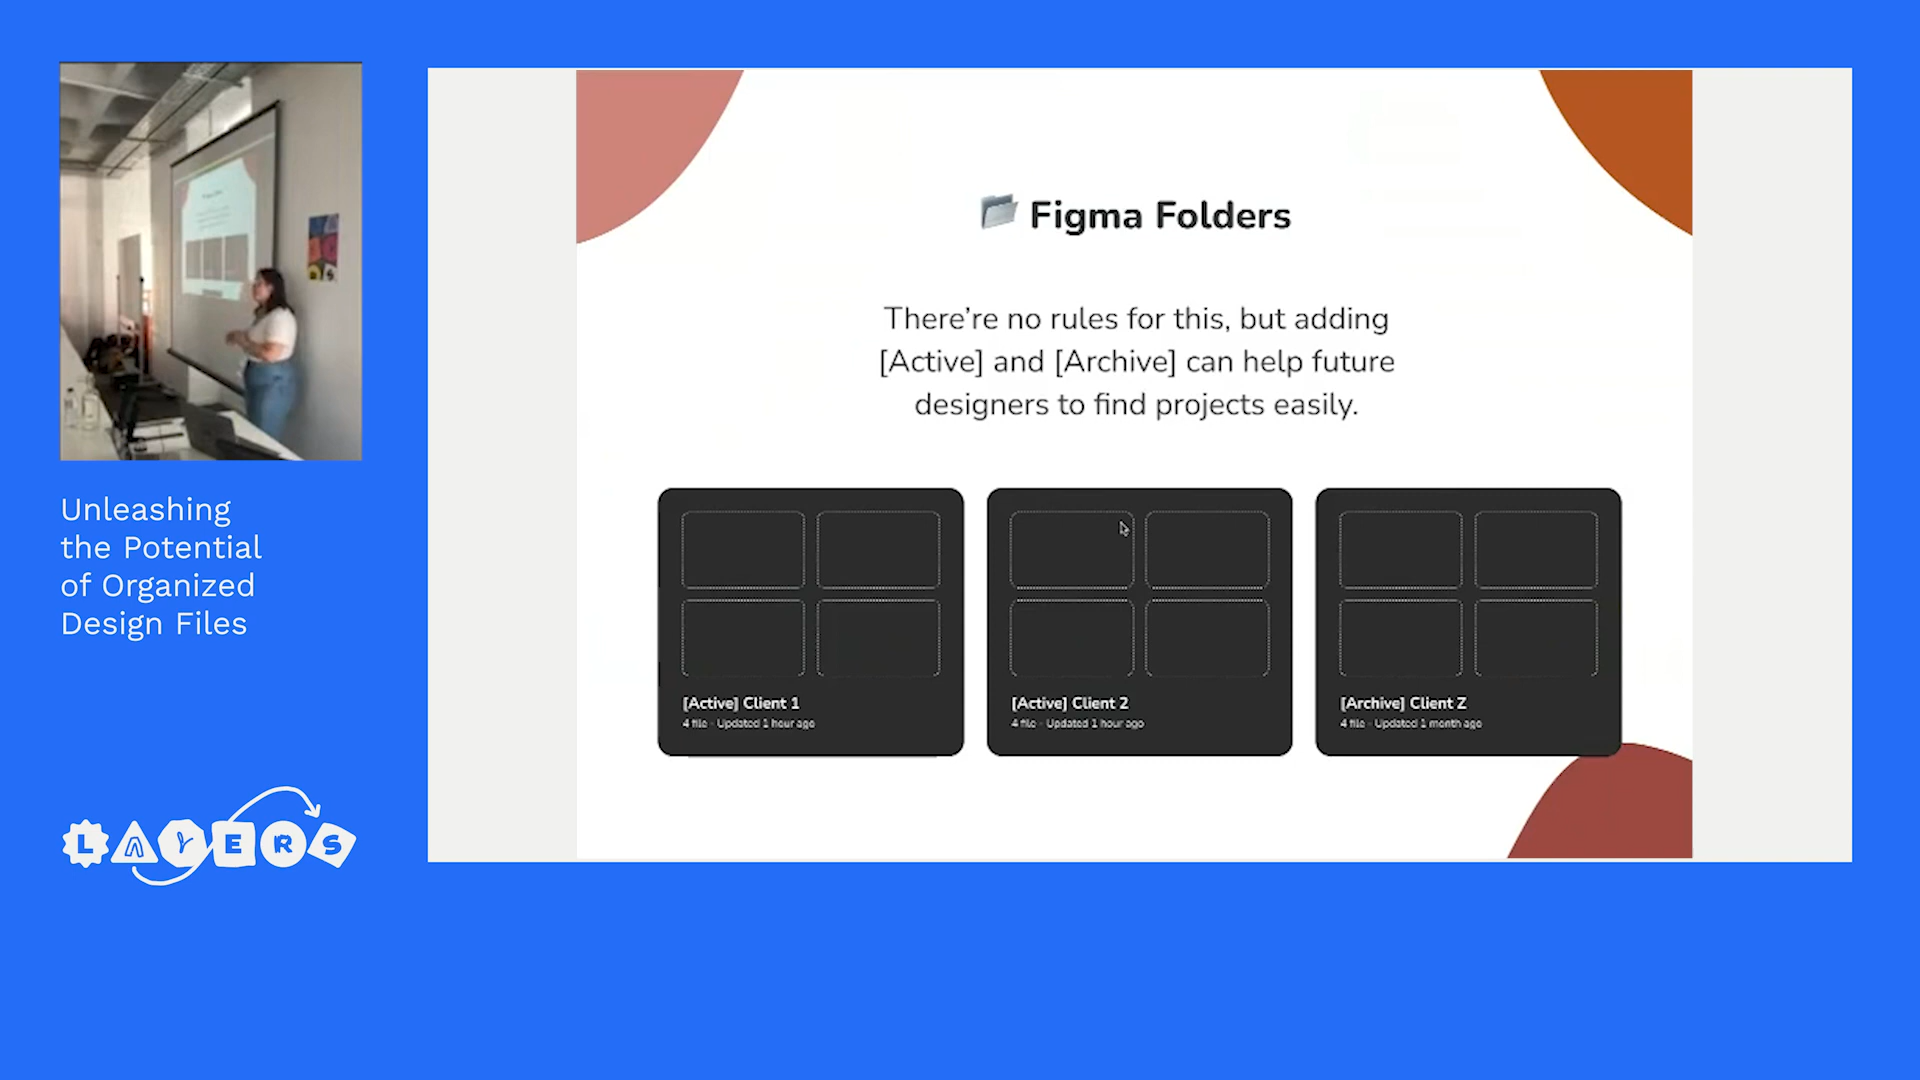 Unleashing
the Potential
of Organized
Design Files
LAYERS
Figma Folders
There’re no rules for this, but adding
[Active] and [Archive] can help future
designers to find projects easily.
[Active] Client 1
4 file - Updated 1 hour ago
[Active] Client 2
4 file - Updated 1 hour ago
[Archive] Client Z
4 file - Updated 1 month ago